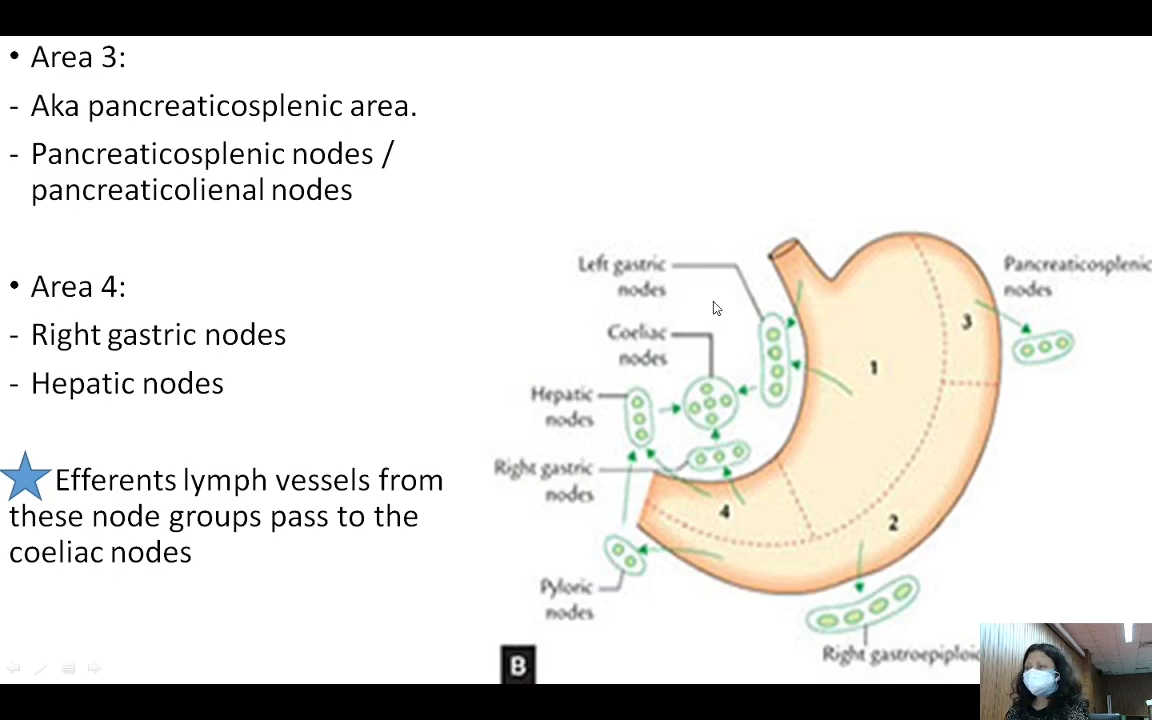 • Area 3:
- Aka pancreaticosplenic area.
- Pancreaticosplenic nodes /
pancreaticolienal nodes
• Area 4:
- Right gastric nodes
- Hepatic nodes
Efferents lymph vessels from
these node groups pass to the
coeliac nodes
Left gastric
nodes
Coeliac
nodes
Hepatic
nodes
Right gastric
nodes
Pyloric
nodes
Pancreaticosplenic
nodes
1
2
3
4
Right gastroepiploic
B